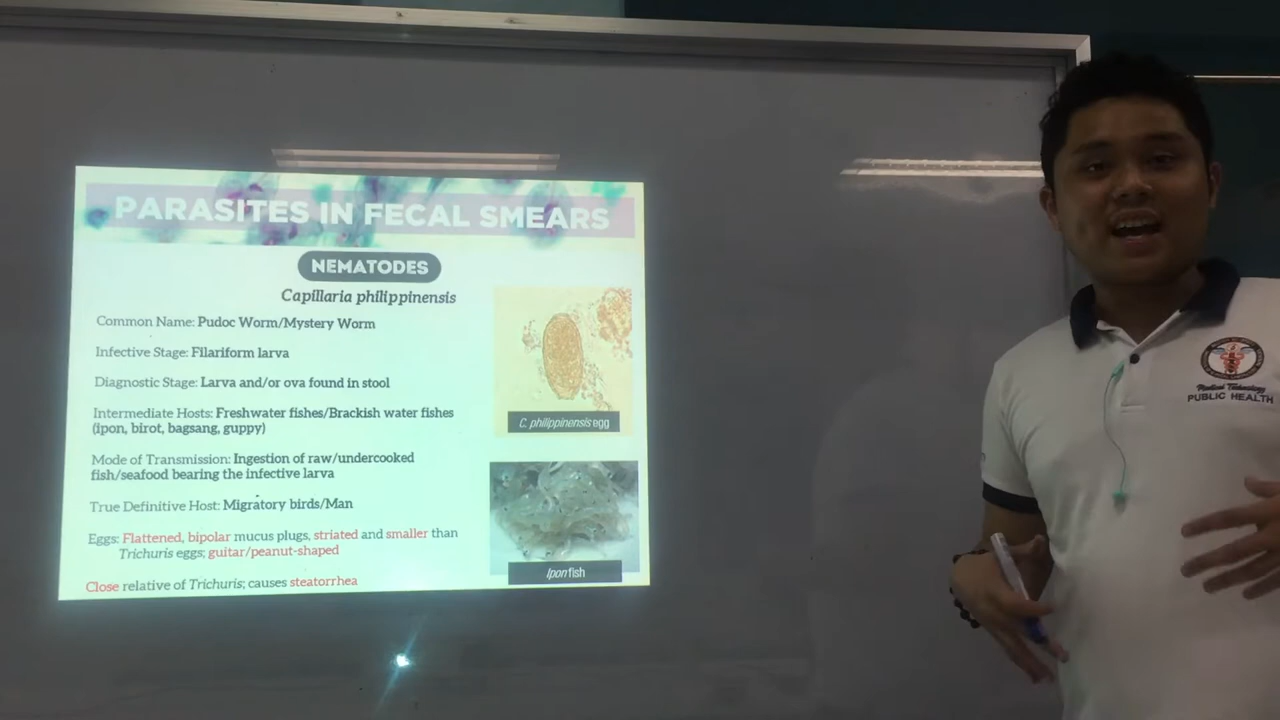 PARASITES IN FECAL SMEARS
NEMATODES
Capillaria philippinensis
Common Name: Pudoc Worm/Mystery Worm
Infective Stage: Filariform larva
Diagnostic Stage: Larva and/or ova found in stool
Intermediate Hosts: Freshwater fishes/Brackish water fishes
(ipon, birot, bagsang, guppy)
Mode of Transmission: Ingestion of raw/undercooked
fish/seafood bearing the infective larva
True Definitive Host: Migratory birds/Man
Eggs: Flattened, bipolar mucus plugs, striated and smaller than
Trichuris eggs; guitar/peanut-shaped
Close relative of Trichuris; causes steatorrhea
C. philippinensis egg
Ipon fish
Medical Technology
PUBLIC HEALTH